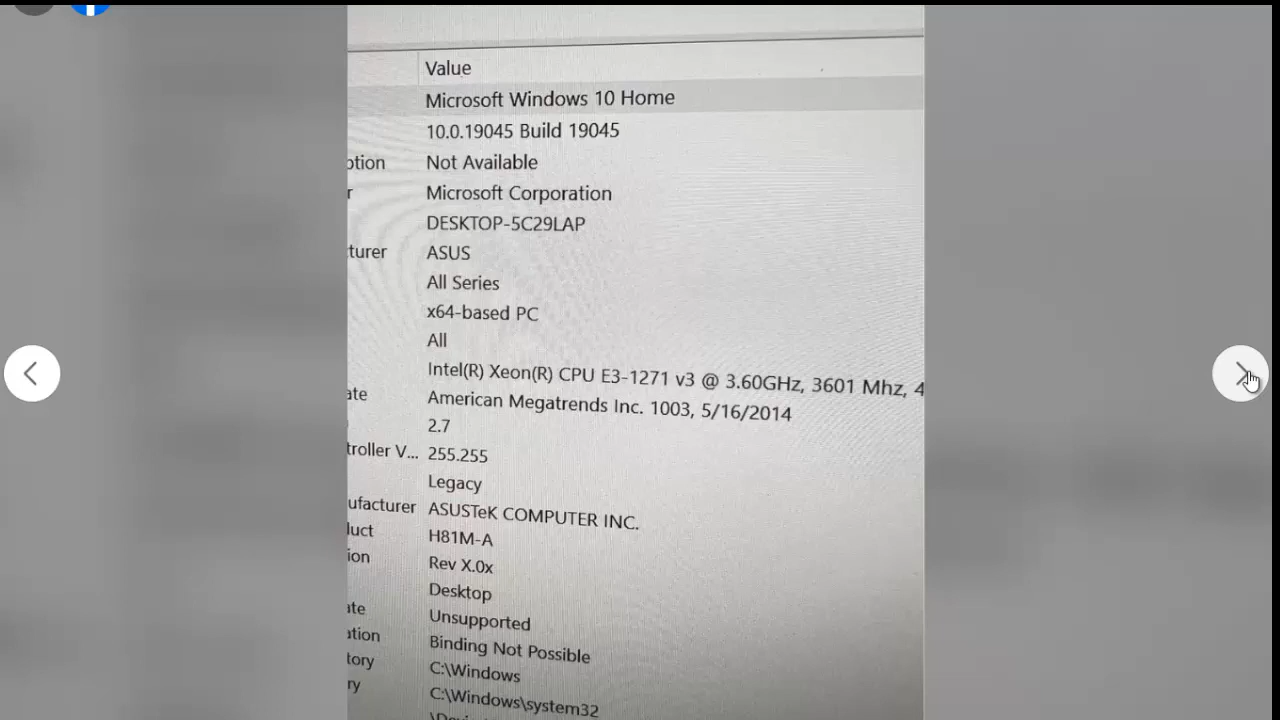 Value
Microsoft Windows 10 Home
10.0.19045 Build 19045
ption Not Available
r Microsoft Corporation
DESKTOP-5C29LAP
turer ASUS
All Series
x64-based PC
All
Intel(R) Xeon(R) CPU E3-1271 v3 @ 3.60GHz, 3601 Mhz, 4
ate American Megatrends Inc. 1003, 5/16/2014
2.7
troller V... 255.255
Legacy
ufacturer ASUSTeK COMPUTER INC.
luct H81M-A
ion Rev X.0x
Desktop
ate Unsupported
ation Binding Not Possible
tory C:\Windows
ry C:\Windows\system32